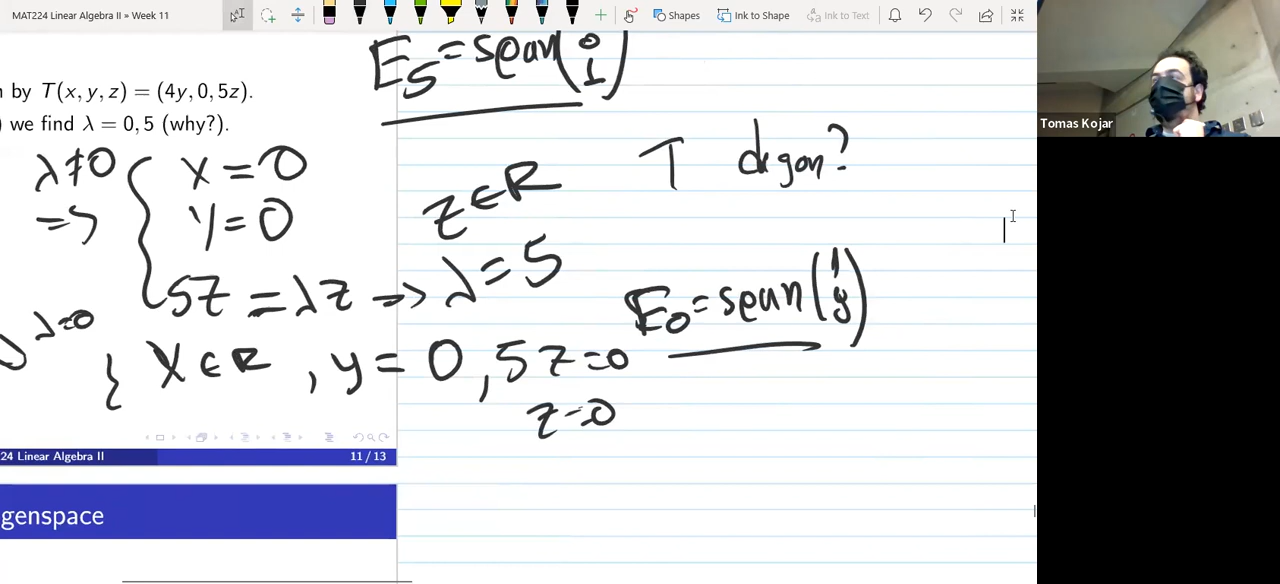 MAT224 Linear Algebra II » Week 11
Shapes
Ink to Shape
Ink to Text
n by T(x, y, z) = (4y, 0, 5z).
) we find λ = 0, 5 (why?).
E5 = span(0 1)
λ≠0 { x = 0
=> y = 0
5z = λz => λ = 5
z ∈ R
T diagon?
E0 = span(1 0 0)
λ=0
{ x ∈ R, y = 0, 5z=0
z=0
24 Linear Algebra II
11 / 13
genspace
Tomas Kojar